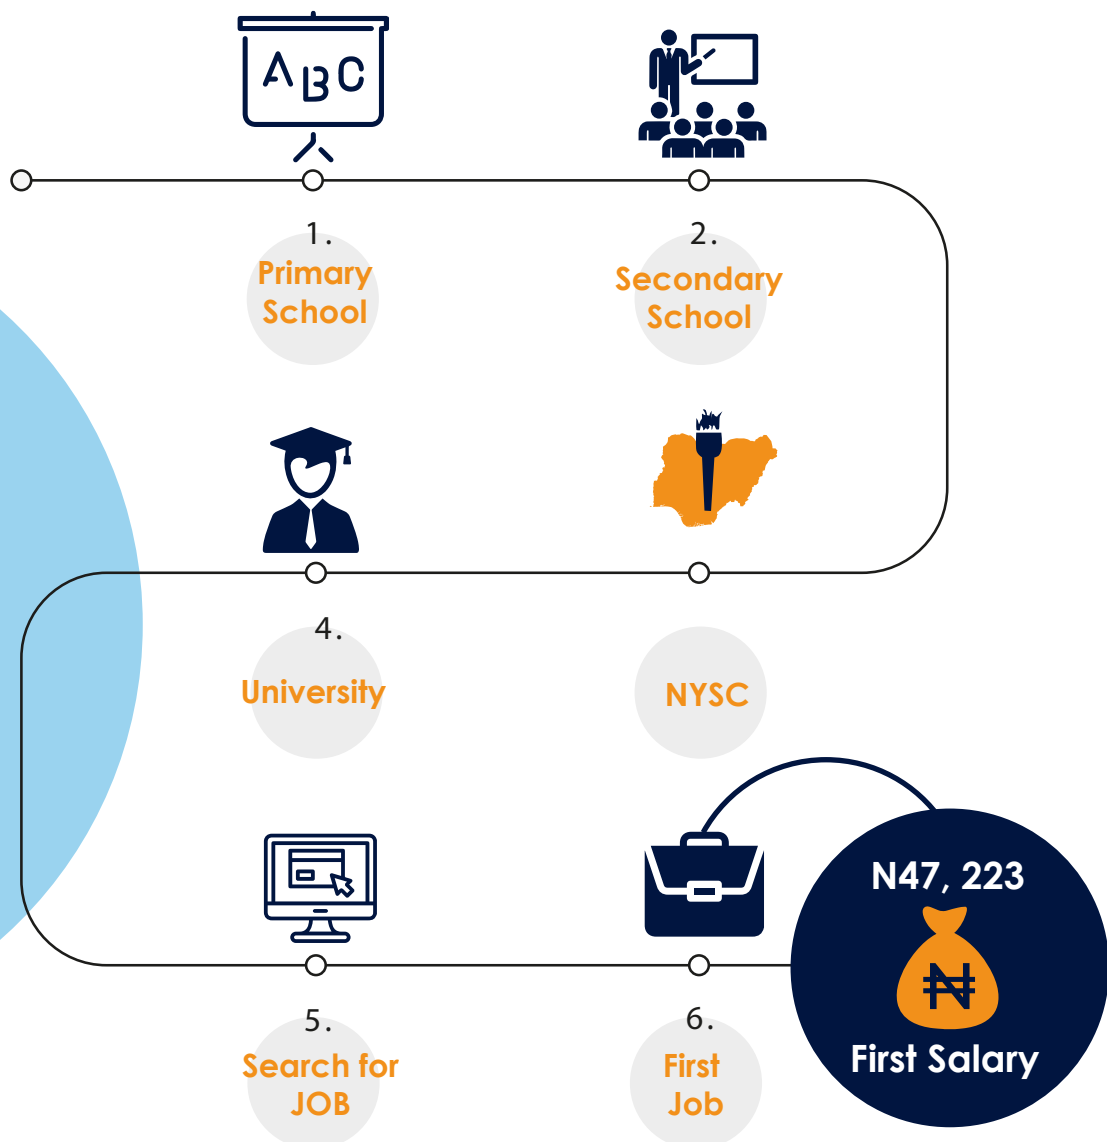 ABC
1.
Primary
School
2.
Secondary
School
4.
University
NYSC
5.
Search for
JOB
6.
First
Job
N47, 223
₦
First Salary